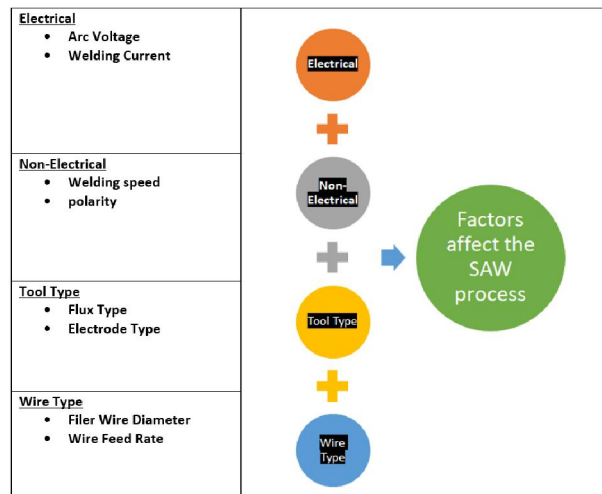 Electrical
• Arc Voltage
• Welding Current
Non-Electrical
• Welding speed
• polarity
Tool Type
• Flux Type
• Electrode Type
Wire Type
• Filer Wire Diameter
• Wire Feed Rate
Electrical
Non-
Electrical
Tool Type
Wire
Type
Factors
affect the
SAW
process